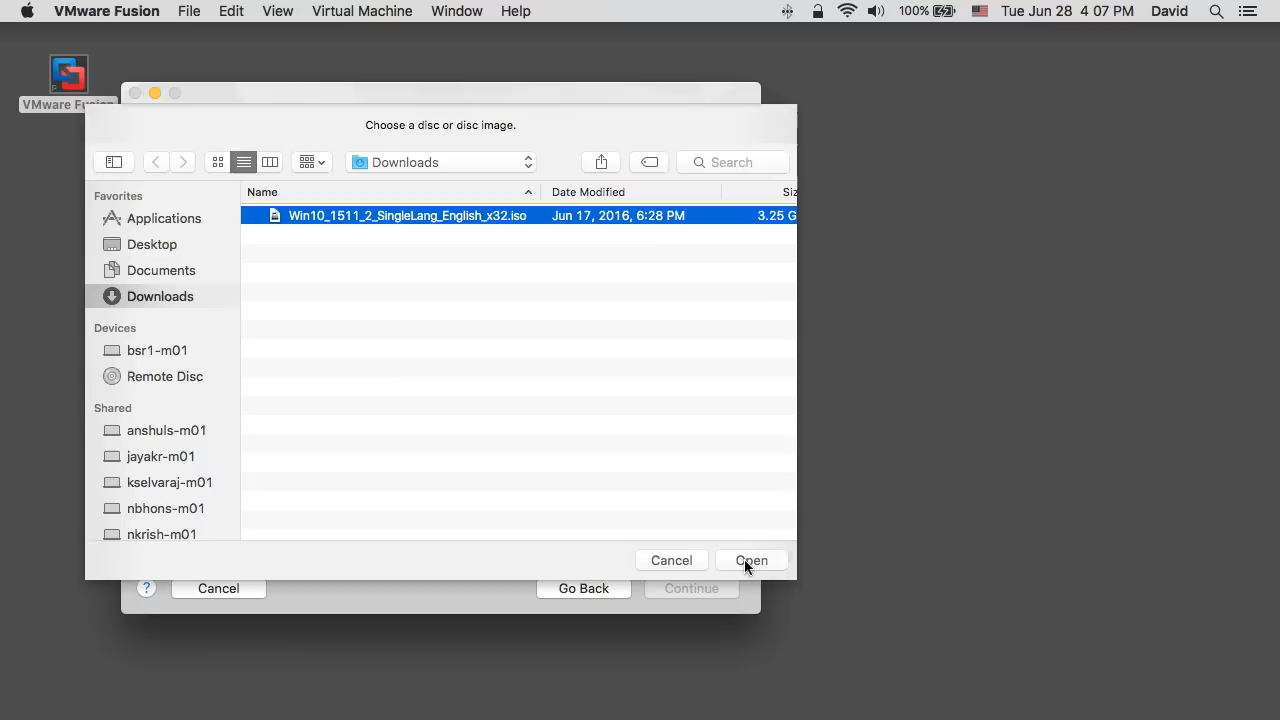 VMware Fusion File Edit View Virtual Machine Window Help 100% Tue Jun 28 4 07 PM David
VMware Fusion
Choose a disc or disc image.
Downloads Search
Favorites
Applications
Desktop
Documents
Downloads
Devices
bsr1-m01
Remote Disc
Shared
anshuls-m01
jayakr-m01
kselvaraj-m01
nbhons-m01
nkrish-m01
Name Date Modified Siz
Win10_1511_2_SingleLang_English_x32.iso Jun 17, 2016, 6:28 PM 3.25 G
Cancel Open
? Cancel Go Back Continue